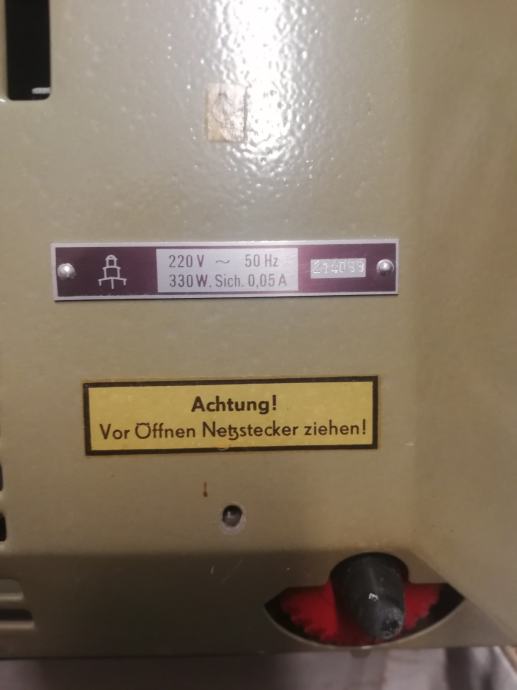 220 V ~ 50 Hz
330 W, Sich. 0,05 A
Achtung!
Vor Öffnen Netzstecker ziehen!